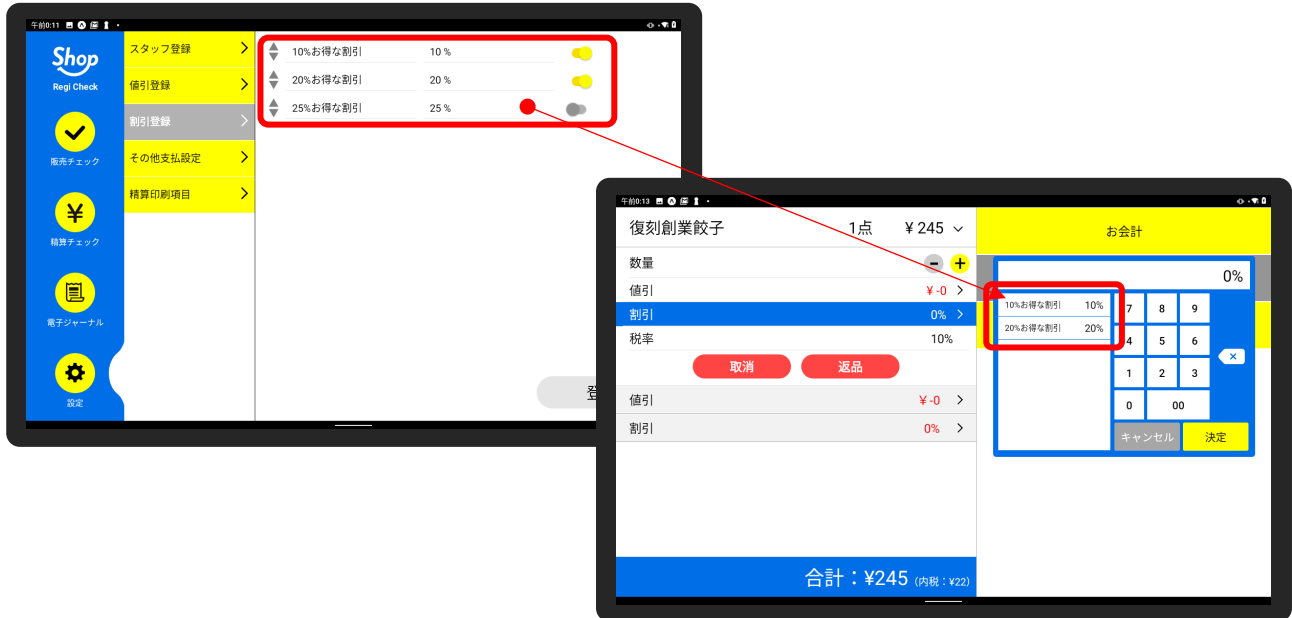 午前0:11
Shop
Regi Check
販売チェック
精算チェック
電子ジャーナル
設定
スタッフ登録
値引登録
割引登録
その他支払設定
精算印刷項目
10%お得な割引 10 %
20%お得な割引 20 %
25%お得な割引 25 %
登
午前0:13
復刻創業餃子 1点 ¥ 245
数量
値引 ¥ -0
割引 0%
税率 10%
取消 返品
値引 ¥ -0
割引 0%
合計：¥245 (内税：¥22)
お会計
0%
10%お得な割引 10%
20%お得な割引 20%
7 8 9
4 5 6
1 2 3
0 00
キャンセル 決定